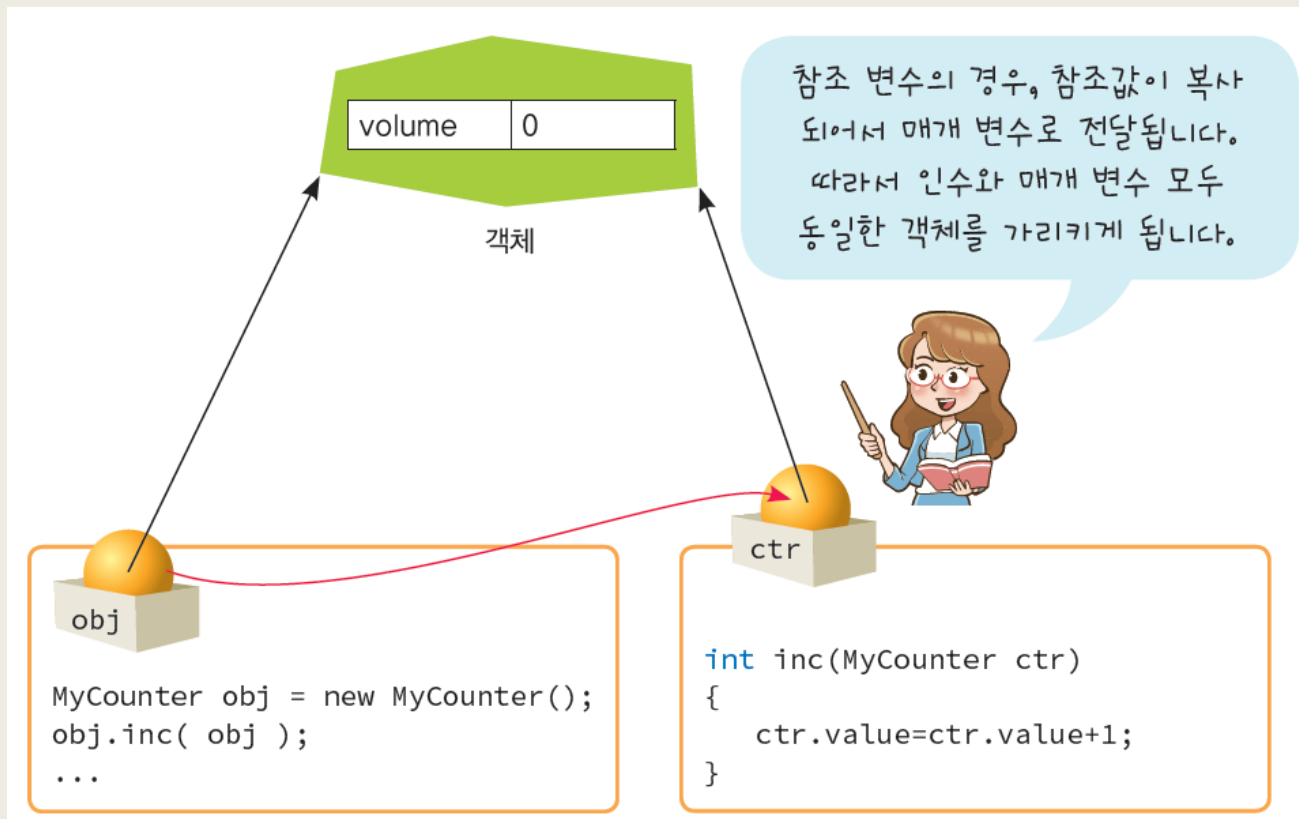 volume 0
객체
참조 변수의 경우, 참조값이 복사
되어서 매개 변수로 전달됩니다.
따라서 인수와 매개 변수 모두
동일한 객체를 가리키게 됩니다.
obj
MyCounter obj = new MyCounter();
obj.inc( obj );
...
ctr
int inc(MyCounter ctr)
{
ctr.value=ctr.value+1;
}